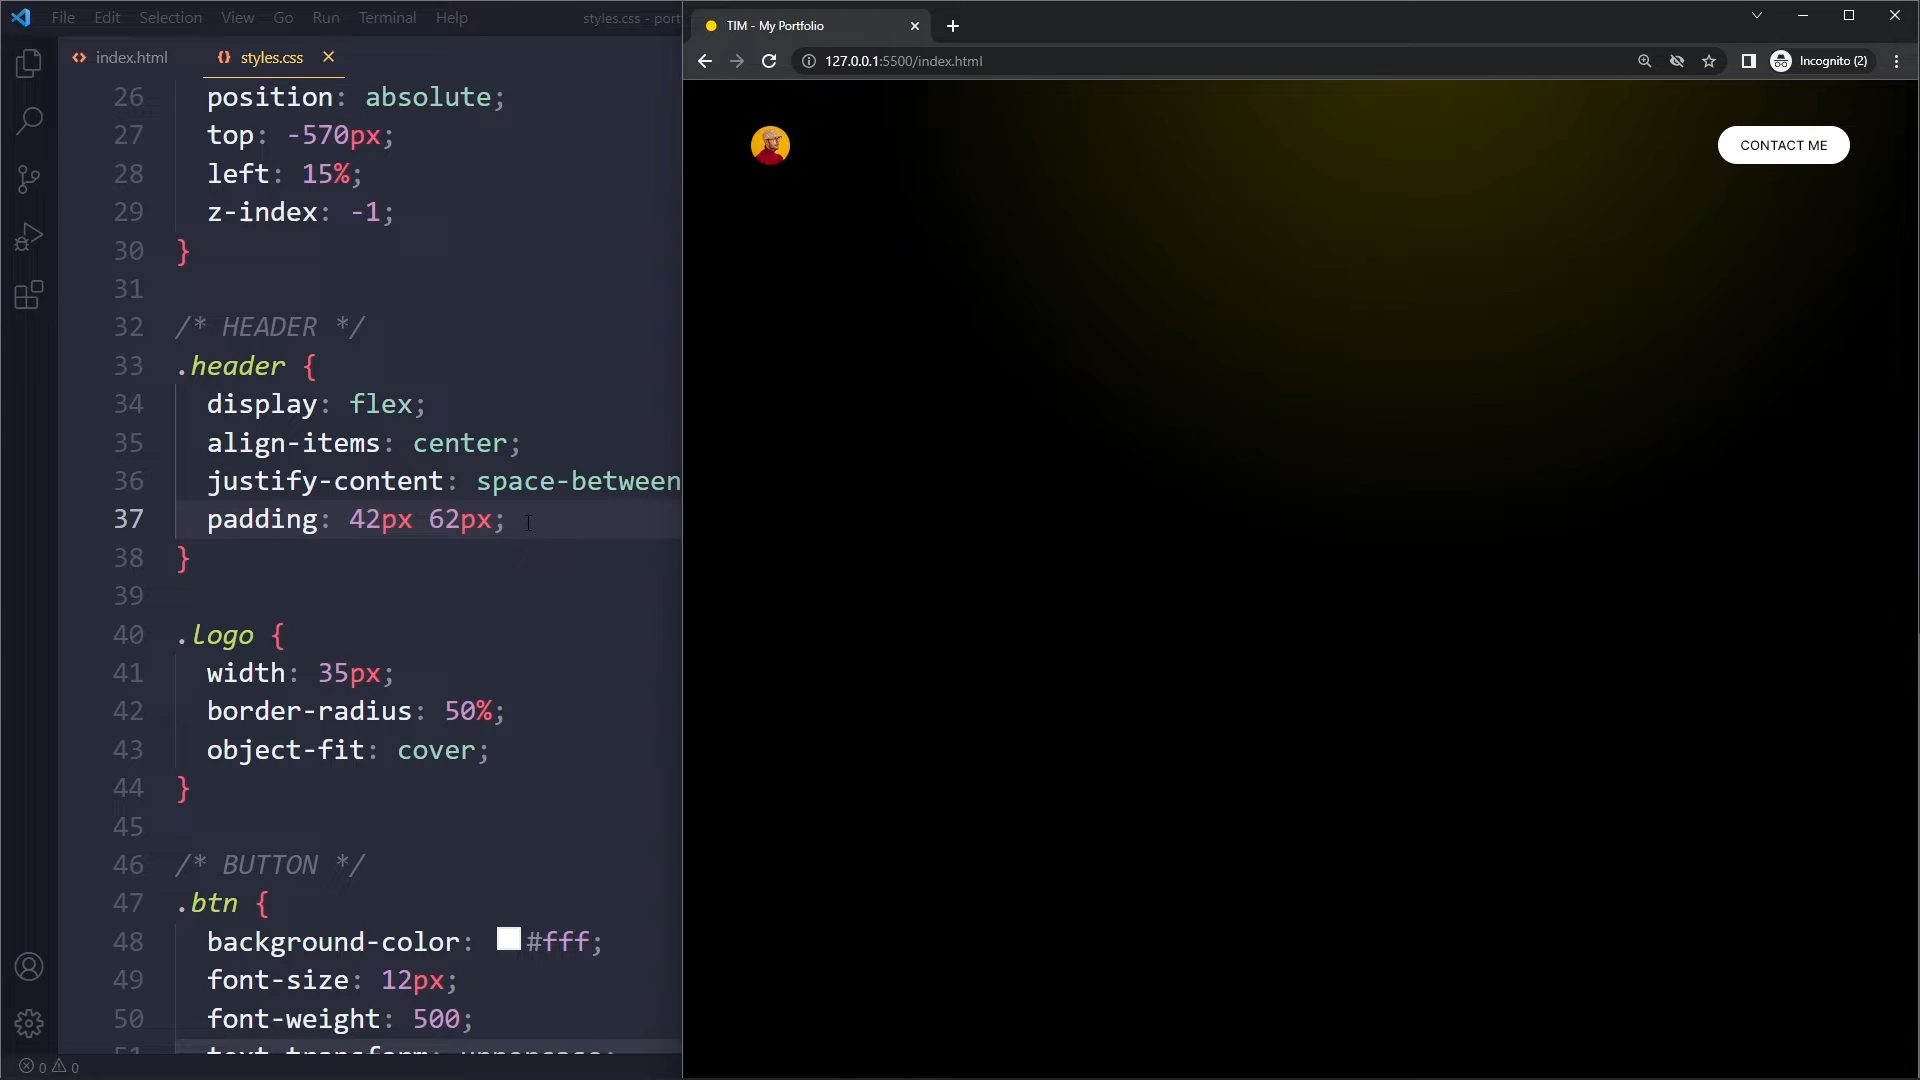 File Edit Selection View Go Run Terminal Help styles.css - port
index.html styles.css
26 position: absolute;
27 top: -570px;
28 left: 15%;
29 z-index: -1;
30 }
31
32 /* HEADER */
33 .header {
34 display: flex;
35 align-items: center;
36 justify-content: space-between
37 padding: 42px 62px;
38 }
39
40 .logo {
41 width: 35px;
42 border-radius: 50%;
43 object-fit: cover;
44 }
45
46 /* BUTTON */
47 .btn {
48 background-color: #fff;
49 font-size: 12px;
50 font-weight: 500;
51 text-transform: uppercase;
0 0
TIM - My Portfolio
127.0.0.1:5500/index.html
Incognito (2)
CONTACT ME